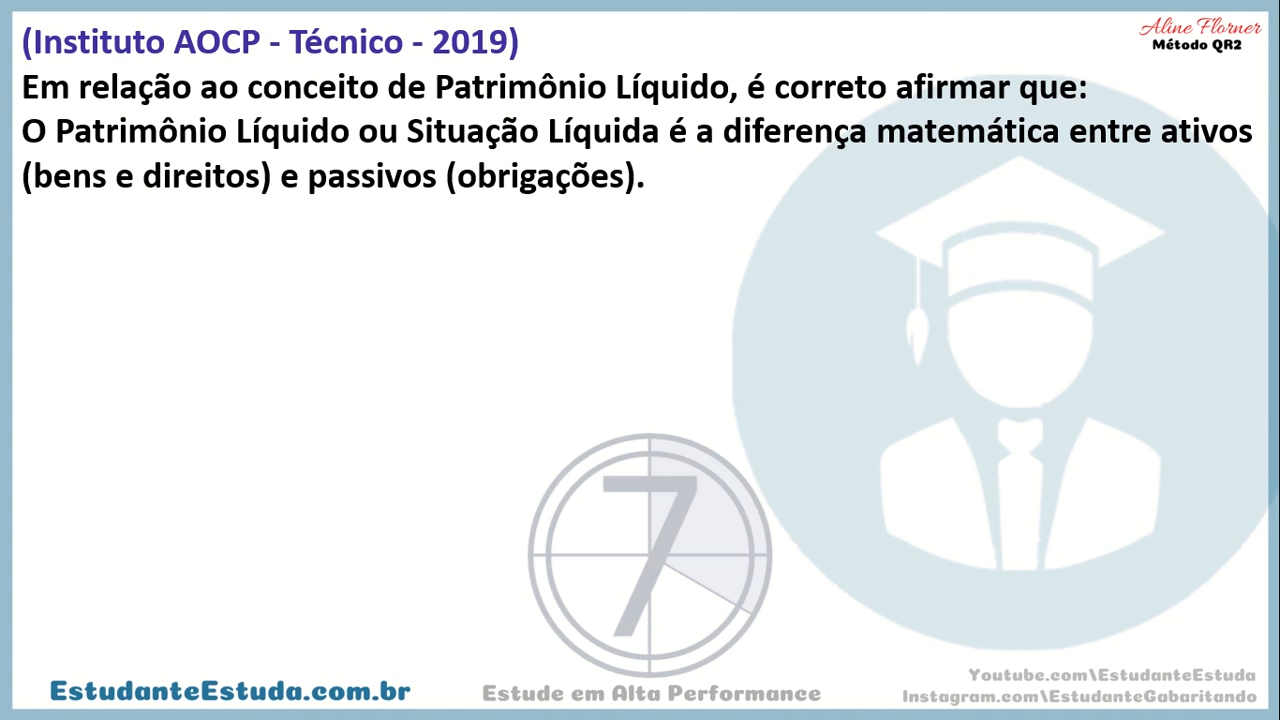 (Instituto AOCP - Técnico - 2019)
Aline Florner
Método QR2
Em relação ao conceito de Patrimônio Líquido, é correto afirmar que:
O Patrimônio Líquido ou Situação Líquida é a diferença matemática entre ativos
(bens e direitos) e passivos (obrigações).
7
EstudanteEstuda.com.br
Estude em Alta Performance
Youtube.com\EstudanteEstuda
Instagram.com\EstudanteGabaritando